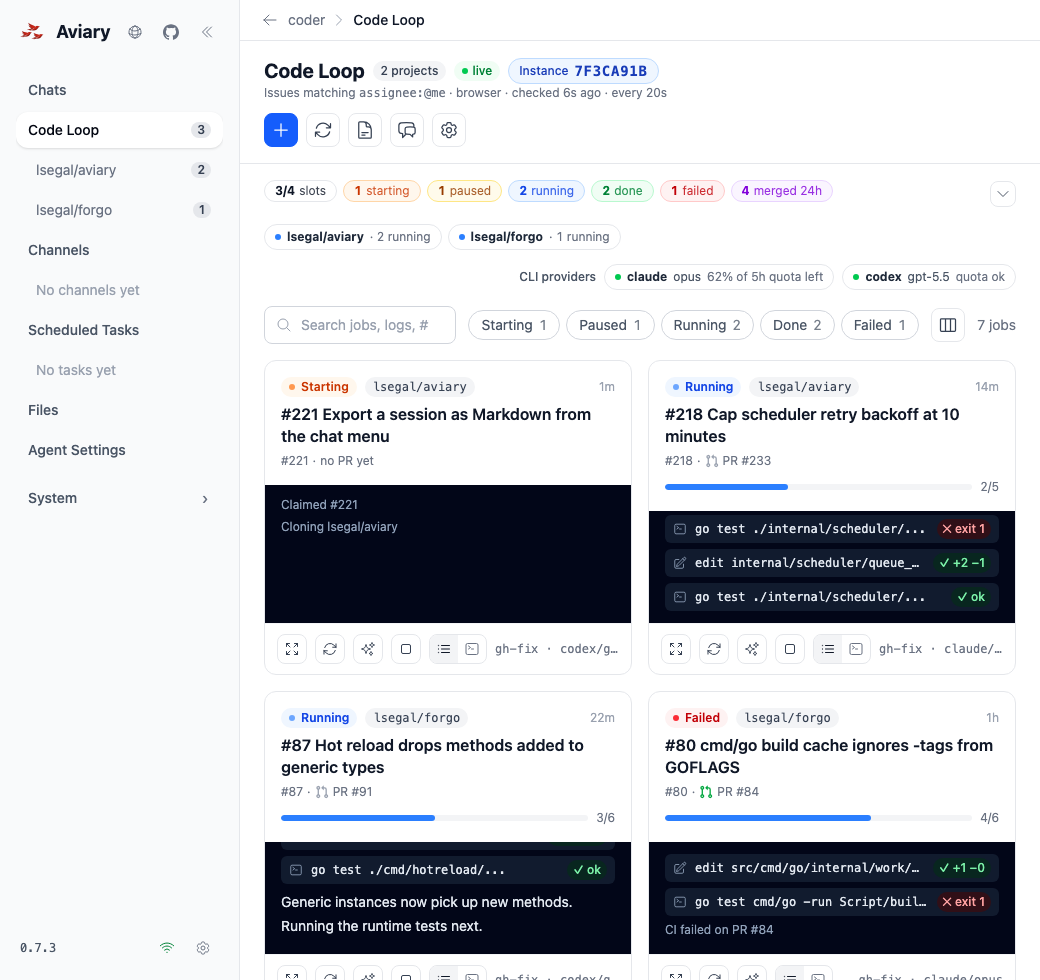 Aviary
Chats
Code Loop 3
lsegal/aviary 2
lsegal/forgo 1
Channels
No channels yet
Scheduled Tasks
No tasks yet
Files
Agent Settings
System
0.7.3
coder Code Loop
Code Loop 2 projects live Instance 7F3CA91B
Issues matching assignee:@me · browser · checked 6s ago · every 20s
3/4 slots 1 starting 1 paused 2 running 2 done 1 failed 4 merged 24h
lsegal/aviary · 2 running lsegal/forgo · 1 running
CLI providers claude opus 62% of 5h quota left codex gpt-5.5 quota ok
Search jobs, logs, # Starting 1 Paused 1 Running 2 Done 2 Failed 1 7 jobs
Starting lsegal/aviary 1m
#221 Export a session as Markdown from
the chat menu
#221 · no PR yet
Claimed #221
Cloning lsegal/aviary
gh-fix · codex/g…
Running lsegal/aviary 14m
#218 Cap scheduler retry backoff at 10
minutes
#218 · PR #233
2/5
go test ./internal/scheduler/... exit 1
edit internal/scheduler/queue_… +2 −1
go test ./internal/scheduler/... ok
gh-fix · claude/…
Running lsegal/forgo 22m
#87 Hot reload drops methods added to
generic types
#87 · PR #91
3/6
go test ./cmd/hotreload/... ok
Generic instances now pick up new methods.
Running the runtime tests next.
gh-fix · codex/g…
Failed lsegal/forgo 1h
#80 cmd/go build cache ignores -tags from
GOFLAGS
#80 · PR #84
4/6
edit src/cmd/go/internal/work/… +1 −0
go test cmd/go −run Script/buil… exit 1
CI failed on PR #84
gh-fix · claude/opus